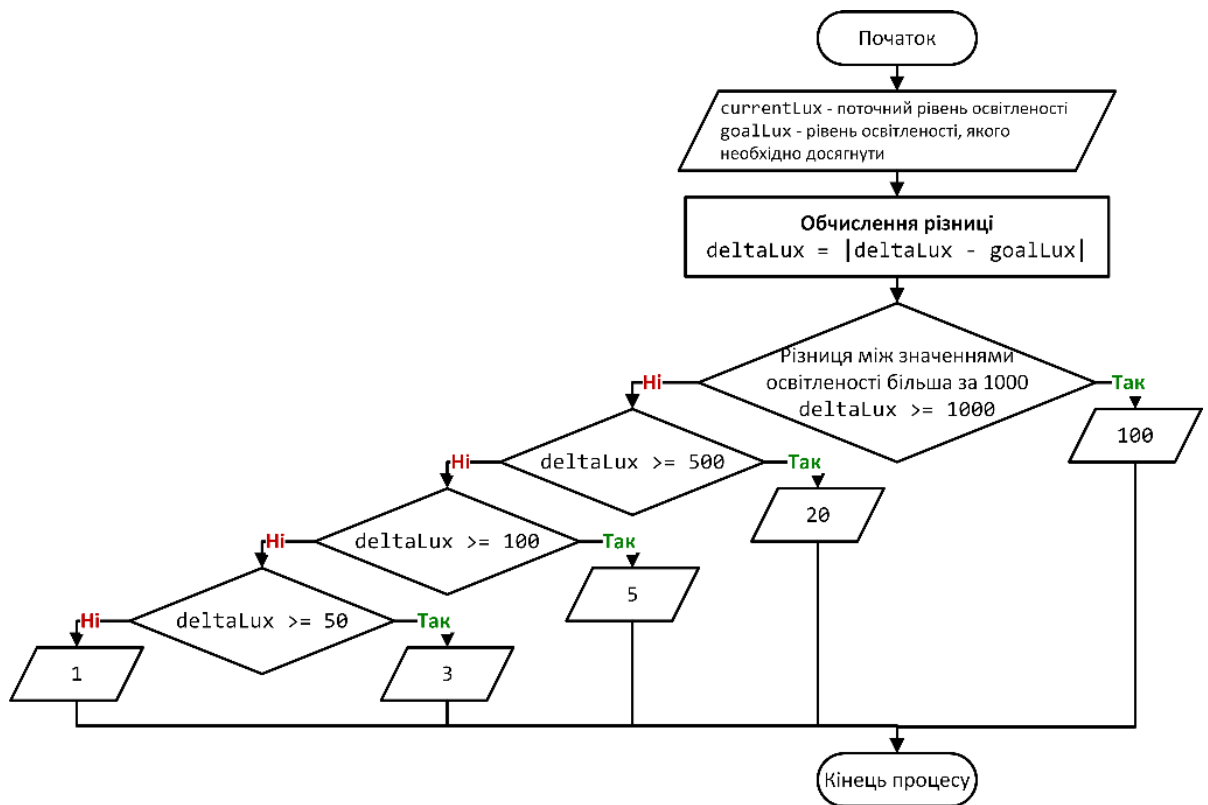 Початок
currentLux - поточний рівень освітленості
goalLux - рівень освітленості, якого
необхідно досягнути
Обчислення різниці
deltaLux = |deltaLux - goalLux|
Різниця між значеннями
освітленості більша за 1000
deltaLux >= 1000
Ні
Так
100
deltaLux >= 500
Ні
Так
20
deltaLux >= 100
Ні
Так
5
deltaLux >= 50
Ні
Так
1
3
Кінець процесу